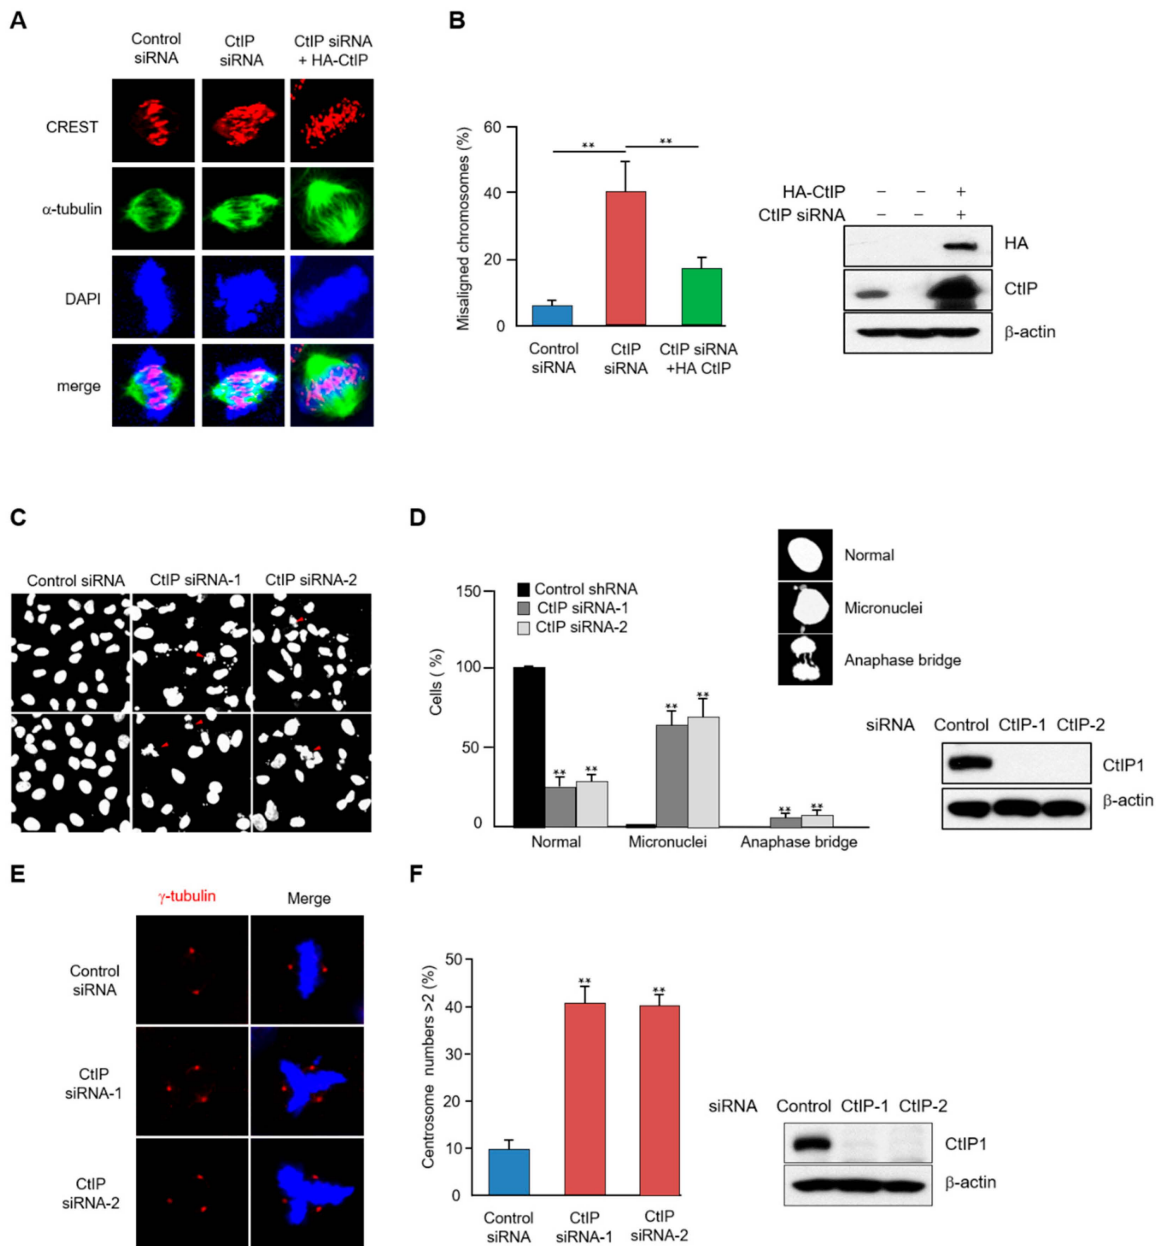 A
Control siRNA
CtIP siRNA
CtIP siRNA + HA-CtIP
CREST
α-tubulin
DAPI
merge
B
Misaligned chromosomes (%)
60
40
20
0
**
**
Control siRNA
CtIP siRNA
CtIP siRNA +HA CtIP
HA-CtIP – – +
CtIP siRNA – – +
HA
CtIP
β-actin
C
Control siRNA
CtIP siRNA-1
CtIP siRNA-2
D
Cells ( %)
150
100
50
0
Control shRNA
CtIP siRNA-1
CtIP siRNA-2
**
**
**
**
**
**
Normal
Micronuclei
Anaphase bridge
Normal
Micronuclei
Anaphase bridge
siRNA Control CtIP-1 CtIP-2
CtIP1
β-actin
E
γ-tubulin
Merge
Control siRNA
CtIP siRNA-1
CtIP siRNA-2
F
Centrosome numbers >2 (%)
50
40
30
20
10
0
**
**
Control siRNA
CtIP siRNA-1
CtIP siRNA-2
siRNA Control CtIP-1 CtIP-2
CtIP1
β-actin